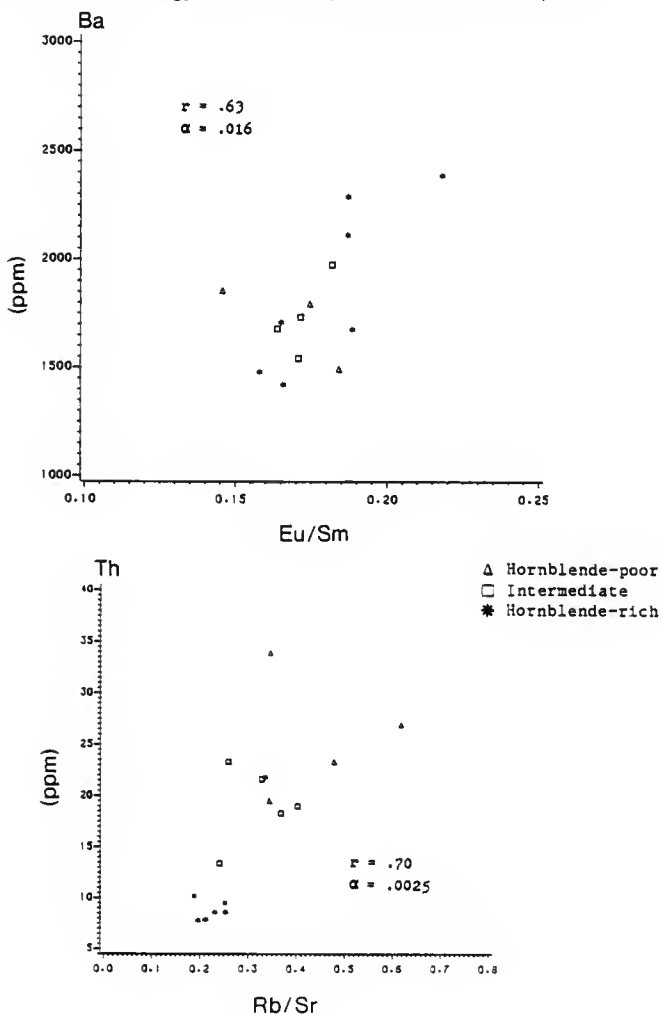 Ba
3000
2500
2000
1500
1000
(ppm)
r = .63
α = .016
0.10 0.15 0.20 0.25
Eu/Sm
Th
40
35
30
25
20
15
10
5
(ppm)
△ Hornblende-poor
□ Intermediate
* Hornblende-rich
r = .70
α = .0025
0.0 0.1 0.2 0.3 0.4 0.5 0.6 0.7 0.8
Rb/Sr